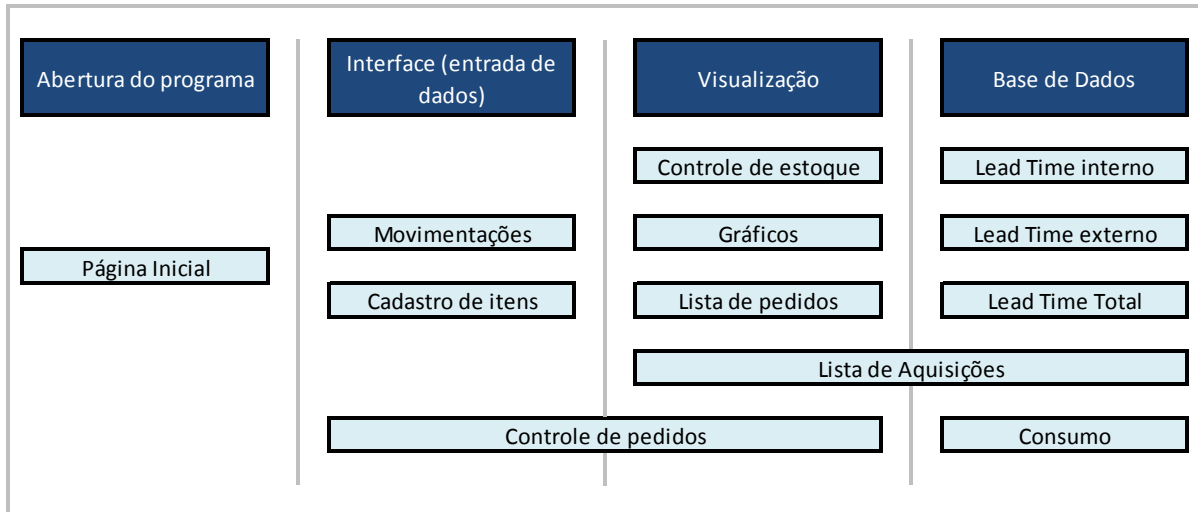 Abertura do programa
Interface (entrada de
dados)
Visualização
Base de Dados
Controle de estoque
Lead Time interno
Movimentações
Gráficos
Lead Time externo
Página Inicial
Cadastro de itens
Lista de pedidos
Lead Time Total
Lista de Aquisições
Controle de pedidos
Consumo